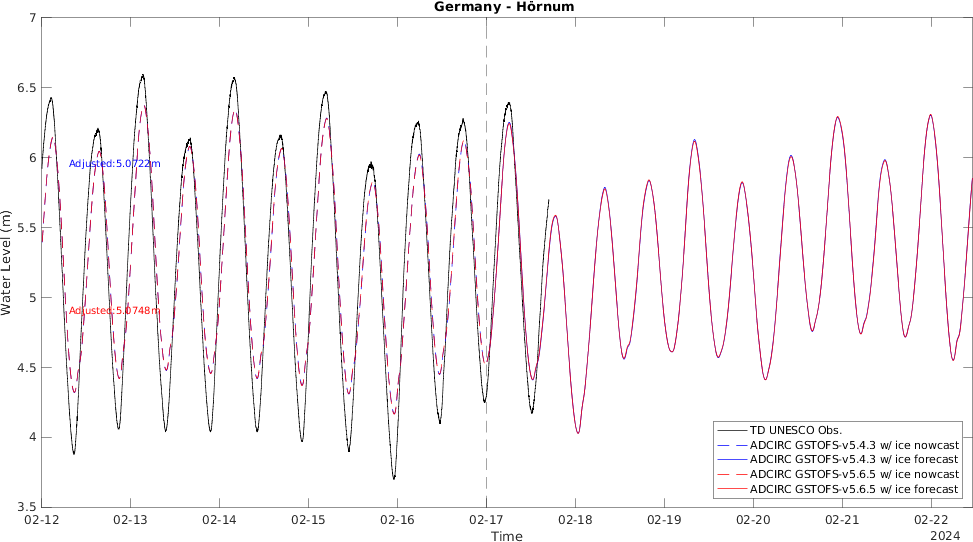 Germany - Hörnum
Water Level (m)
7
6.5
6
5.5
5
4.5
4
3.5
Adjusted:5.0722m
Adjusted:5.0748m
TD UNESCO Obs.
ADCIRC GSTOFS-v5.4.3 w/ ice nowcast
ADCIRC GSTOFS-v5.4.3 w/ ice forecast
ADCIRC GSTOFS-v5.6.5 w/ ice nowcast
ADCIRC GSTOFS-v5.6.5 w/ ice forecast
02-12 02-13 02-14 02-15 02-16 02-17 02-18 02-19 02-20 02-21 02-22
Time 2024